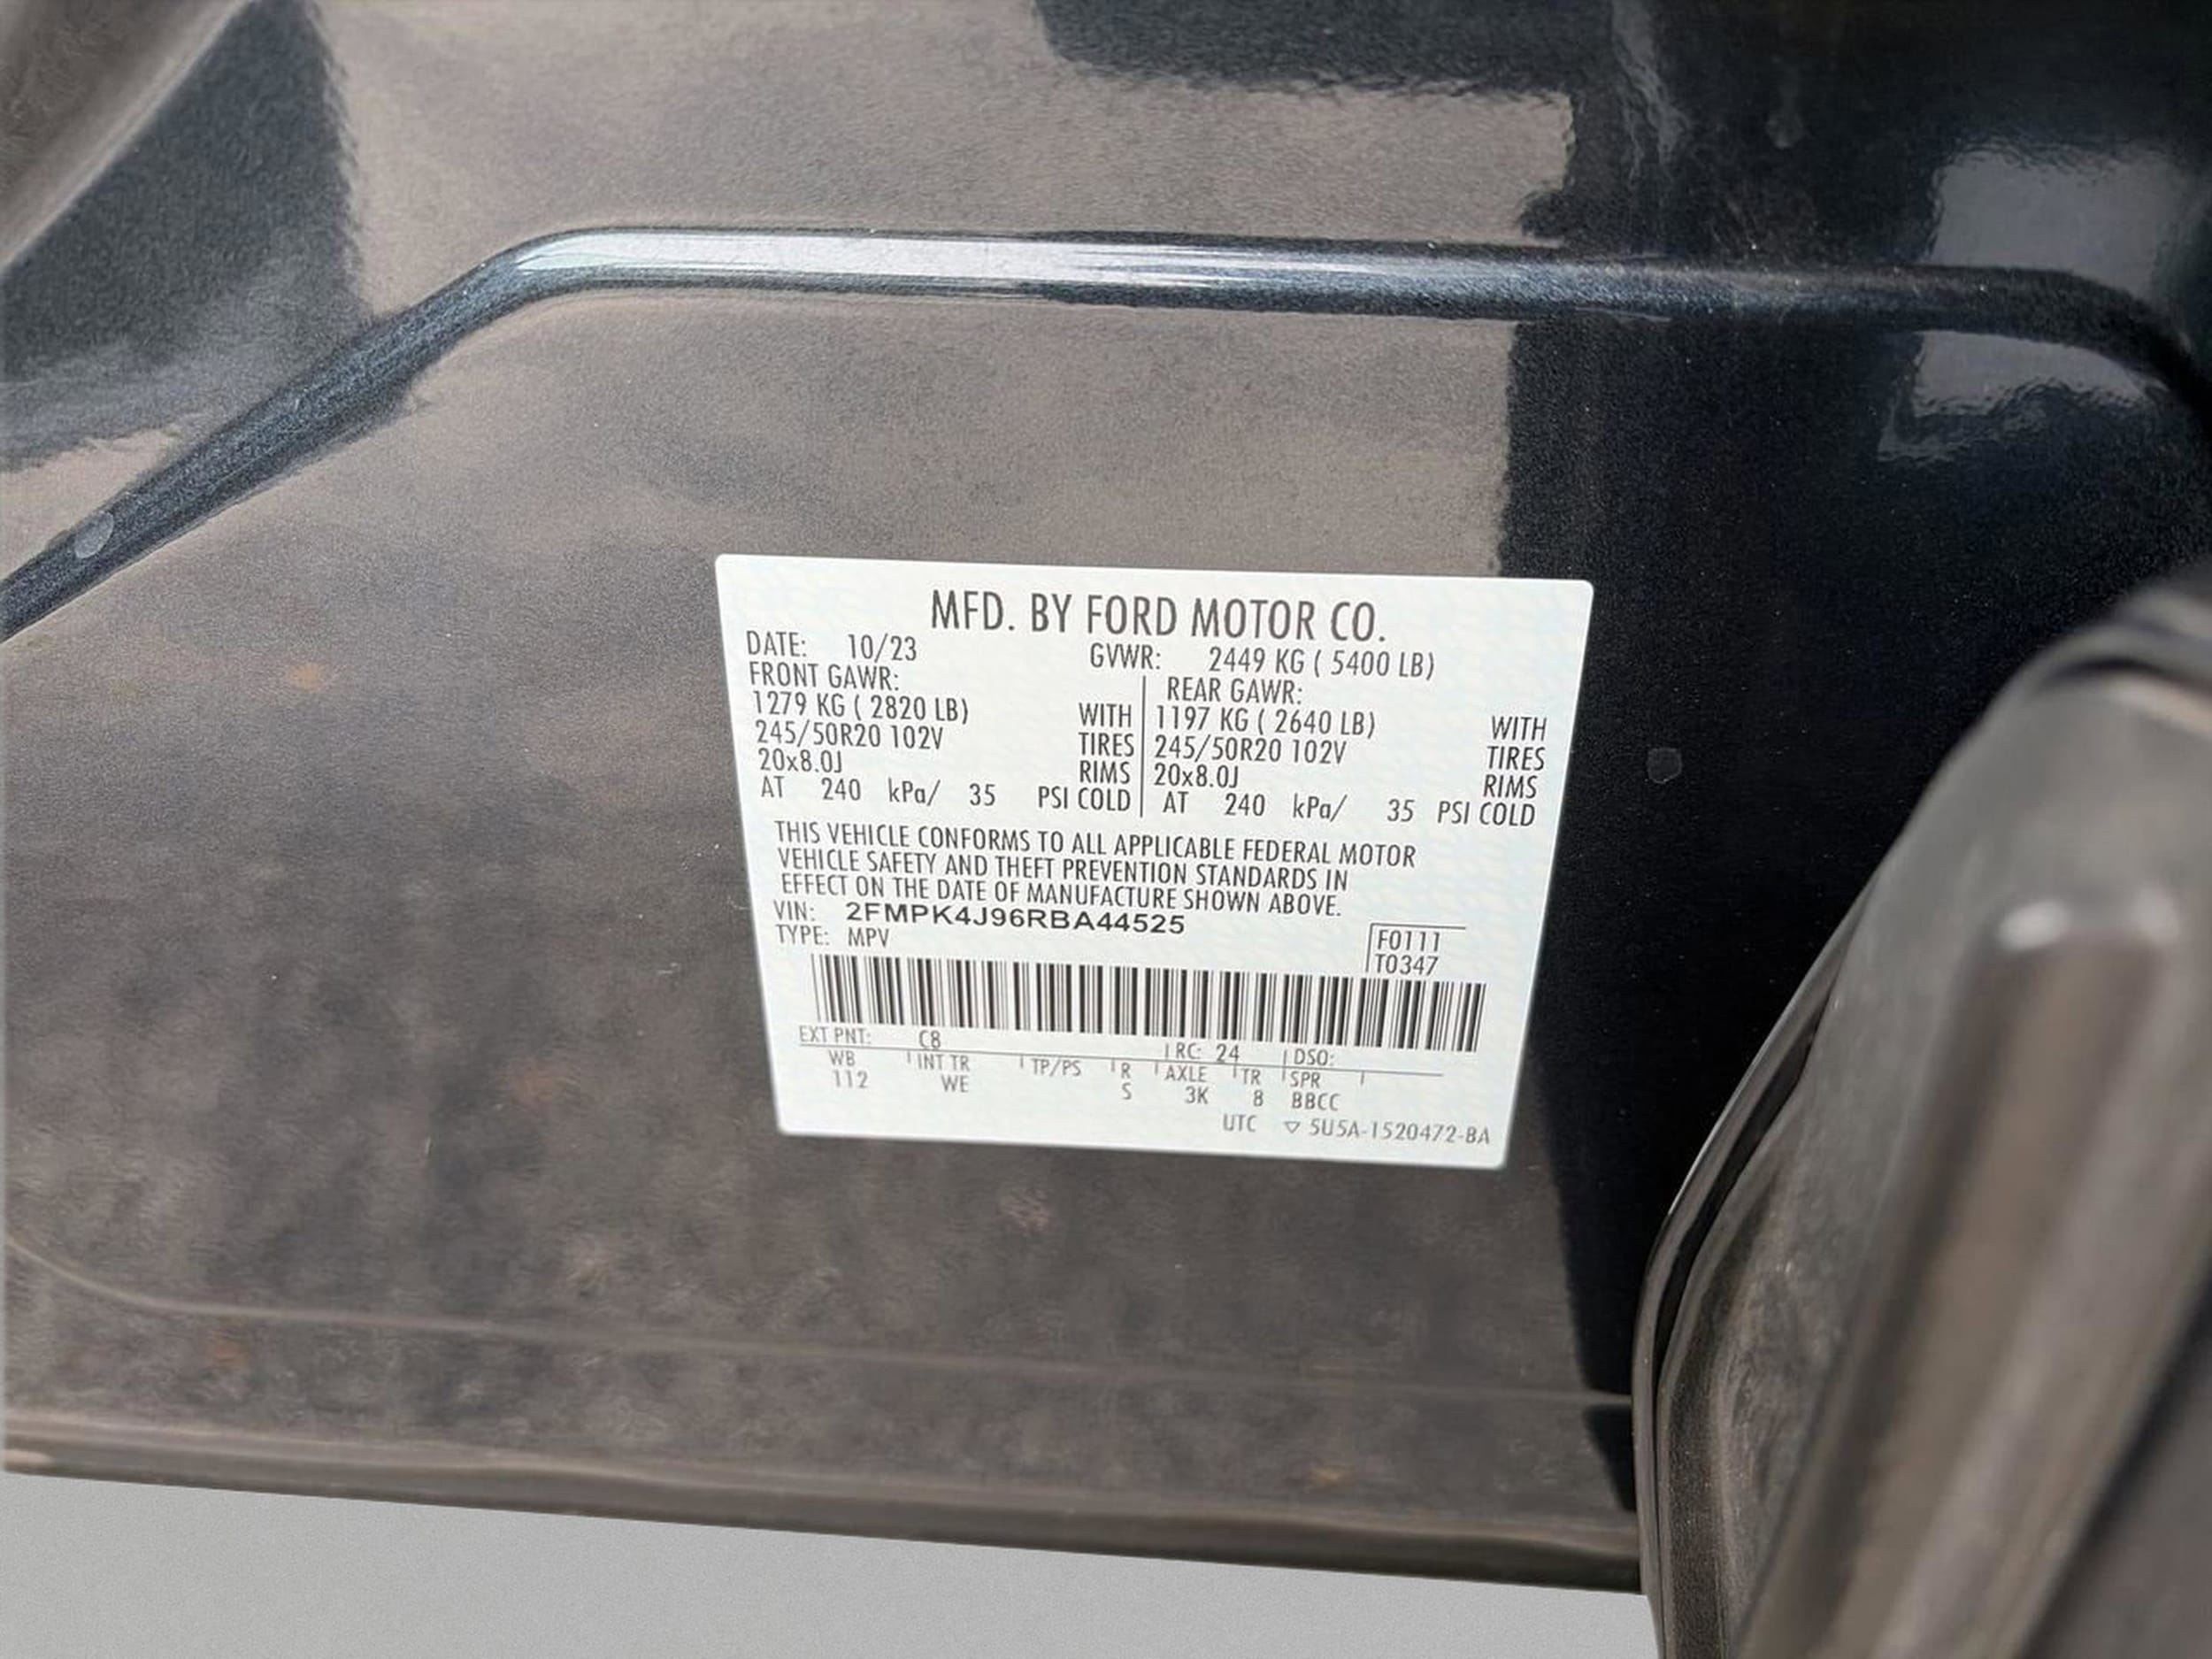 MFD. BY FORD MOTOR CO.
DATE: 10/23 GVWR: 2449 KG ( 5400 LB)
FRONT GAWR: REAR GAWR:
1279 KG ( 2820 LB) WITH 1197 KG ( 2640 LB) WITH
245/50R20 102V TIRES 245/50R20 102V TIRES
20x8.0J RIMS 20x8.0J RIMS
AT 240 kPa/ 35 PSI COLD AT 240 kPa/ 35 PSI COLD
THIS VEHICLE CONFORMS TO ALL APPLICABLE FEDERAL MOTOR
VEHICLE SAFETY AND THEFT PREVENTION STANDARDS IN
EFFECT ON THE DATE OF MANUFACTURE SHOWN ABOVE.
VIN: 2FMPK4J96RBA44525
TYPE: MPV
F0111
T0347
EXT PNT: C8 RC: 24 DSO:
WB INT TR TP/PS R AXLE TR SPR
112 WE S 3K 8 BBCC
UTC ▽ 5U5A-1520472-BA